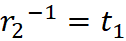 r₂⁻¹ = t₁